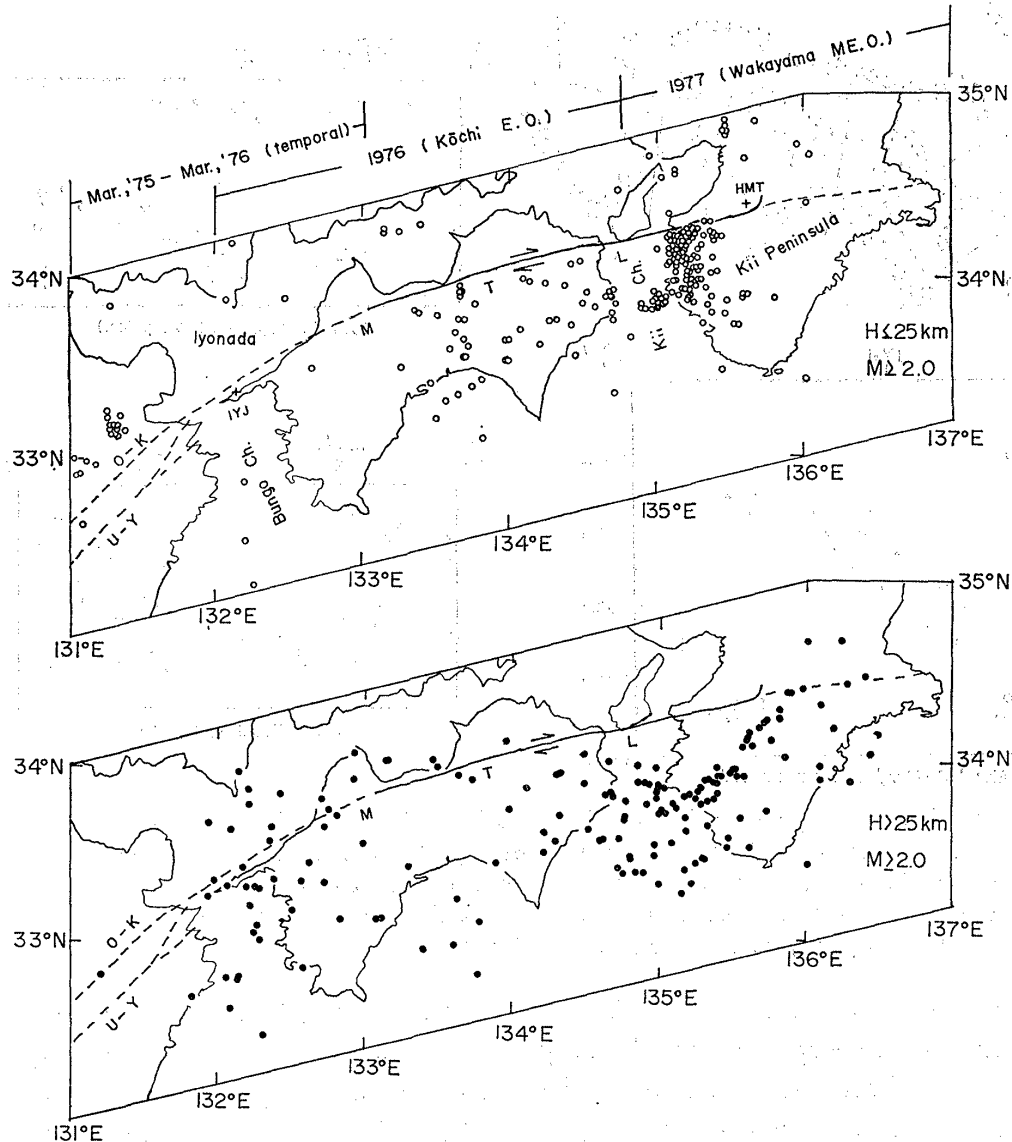 1977 (Wakayama ME.O.)
1976 (Kōchi E.O.)
Mar.,'75 - Mar.,'76 (temporal)
35°N
34°N
33°N
34°N
HMT
Kii Peninsula
L
Ch.
Kii
T
M
Iyonada
IYJ
Bungo Ch.
O-K
U-Y
H≦25km
M≧2.0
137°E
136°E
135°E
134°E
133°E
132°E
131°E
35°N
34°N
34°N
33°N
L
T
M
O-K
U-Y
H>25km
M≧2.0
137°E
136°E
135°E
134°E
133°E
132°E
131°E